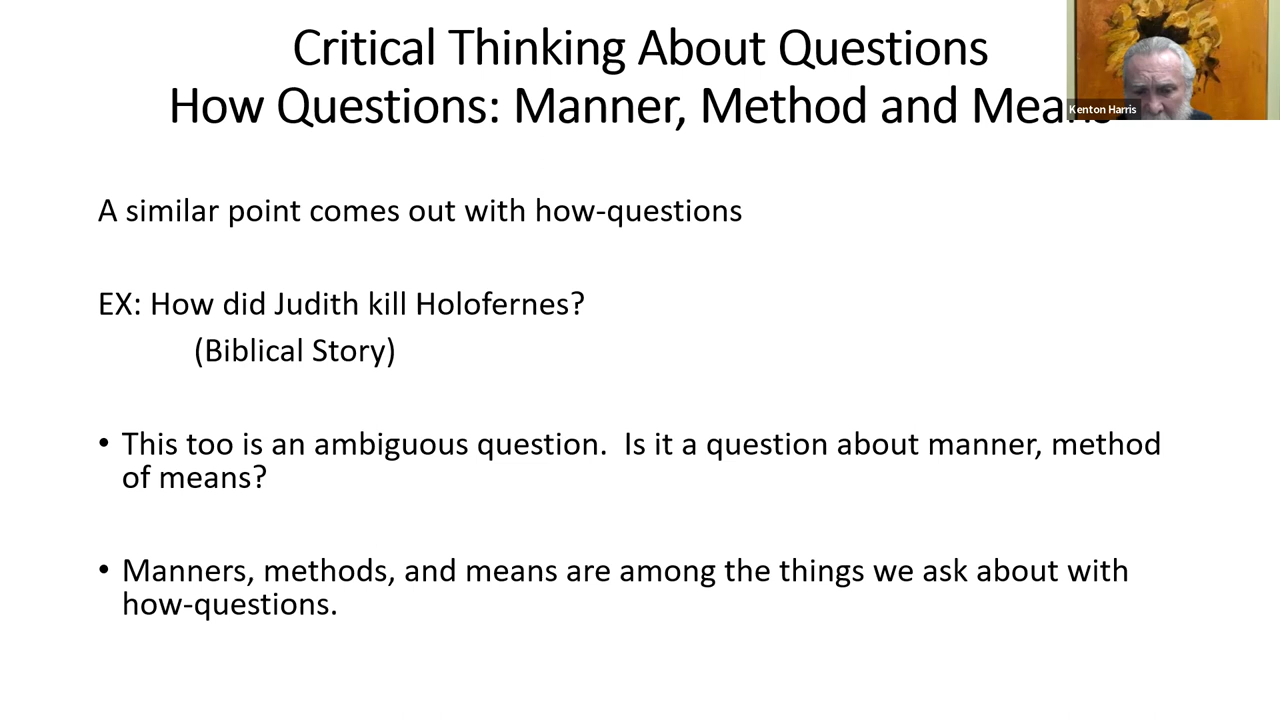 Critical Thinking About Questions
How Questions: Manner, Method and Means
Kenton Harris
A similar point comes out with how-questions
EX: How did Judith kill Holofernes?
(Biblical Story)
• This too is an ambiguous question.  Is it a question about manner, method
of means?
• Manners, methods, and means are among the things we ask about with
how-questions.